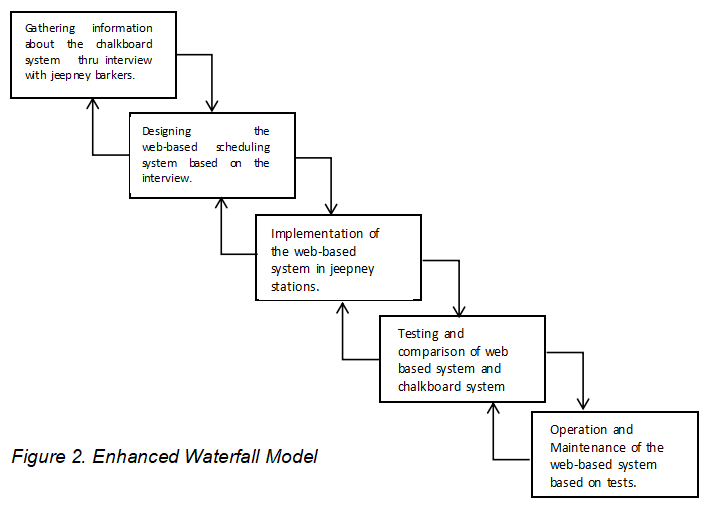 Gathering information
about the chalkboard
system thru interview
with jeepney barkers.
Designing the
web-based scheduling
system based on the
interview.
Implementation of
the web-based
system in jeepney
stations.
Testing and
comparison of web
based system and
chalkboard system
Operation and
Maintenance of the
web-based system
based on tests.
Figure 2. Enhanced Waterfall Model